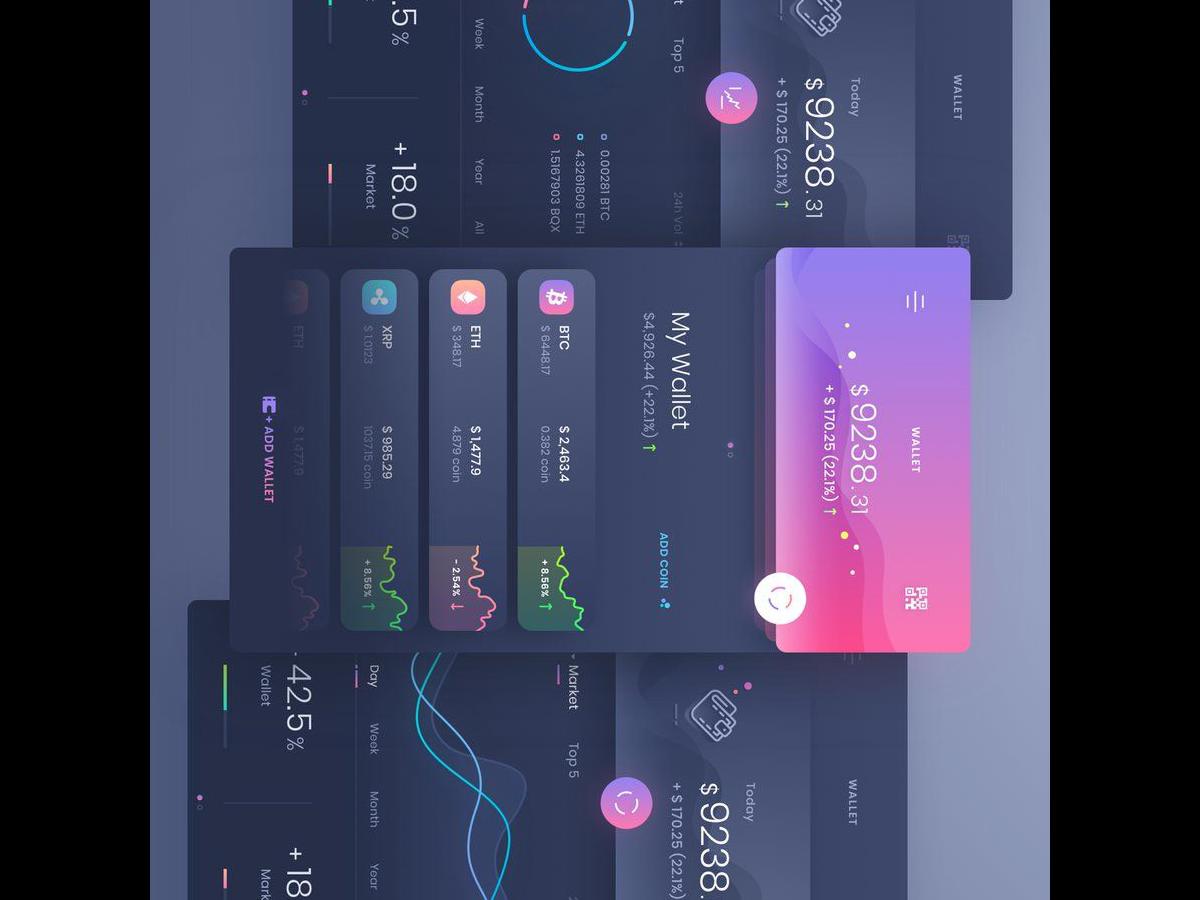 WALLET
Today
$ 9238.31
+ $ 170.25 (22.1%) ↑
Top 5 24h Vol
0.00281 BTC
4.3261809 ETH
1.5167903 BQX
Week Month Year All
.5 % + 18.0 %
Market
WALLET
$ 9238.31
+ $ 170.25 (22.1%) ↑
My Wallet
$4,926.44 (+22.1%) ↑
ADD COIN
BTC $ 2,463.4
$ 6448.17 0.382 coin
+ 8.56% ↑
ETH $ 1,477.9
$ 348.17 4.879 coin
- 2.54% ↓
XRP $ 985.29
$ 1.0123 1037.15 coin
+ 8.56% ↑
ETH $ 1,477.9
+ ADD WALLET
WALLET
Today
$ 9238.
+ $ 170.25 (22.1%)
Market Top 5
Day Week Month Year
42.5 % + 18
Wallet Mark